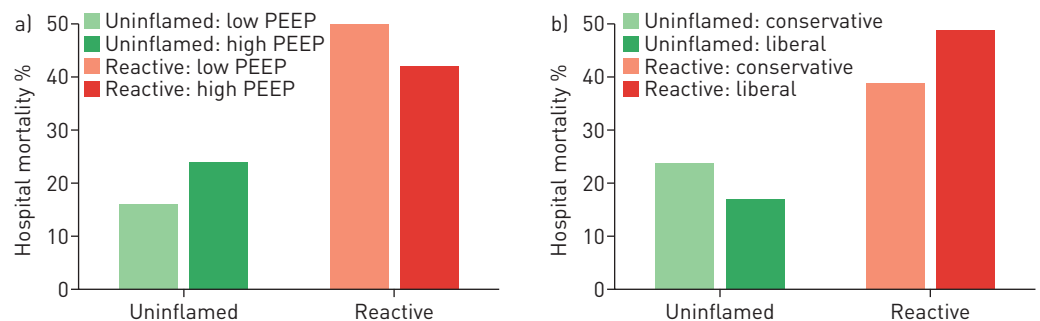 a)
Hospital mortality %
50
40
30
20
10
0
Uninflamed: low PEEP
Uninflamed: high PEEP
Reactive: low PEEP
Reactive: high PEEP
Uninflamed
Reactive
b)
Hospital mortality %
50
40
30
20
10
0
Uninflamed: conservative
Uninflamed: liberal
Reactive: conservative
Reactive: liberal
Uninflamed
Reactive